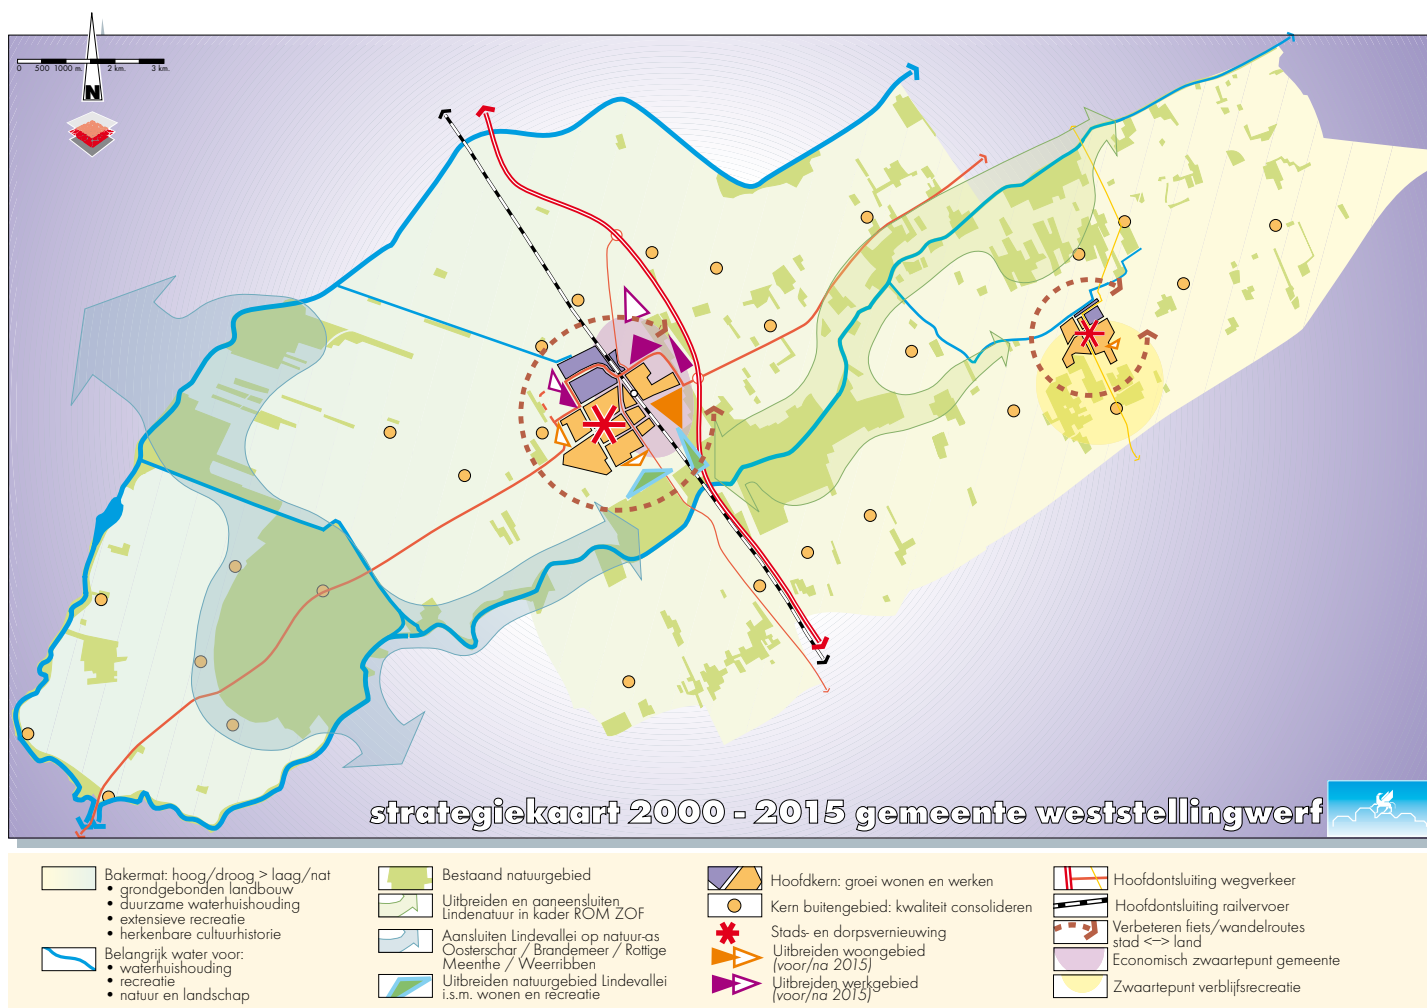 0 500 1000 m. 2 km. 3 km.
N
strategiekaart 2000 - 2015 gemeente weststellingwerf
Bakermat: hoog/droog > laag/nat
• grondgebonden landbouw
• duurzame waterhuishouding
• extensieve recreatie
• herkenbare cultuurhistorie
Belangrijk water voor:
• waterhuishouding
• recreatie
• natuur en landschap
Bestaand natuurgebied
Uitbreiden en aaneensluiten
Lindenatuur in kader ROM ZOF
Aansluiten Lindevallei op natuur-as
Oosterschar / Brandemeer / Rottige
Meenthe / Weerribben
Uitbreiden natuurgebied Lindevallei
i.s.m. wonen en recreatie
Hoofdkern: groei wonen en werken
Kern buitengebied: kwaliteit consolideren
Stads- en dorpsvernieuwing
Uitbreiden woongebied
(voor/na 2015)
Uitbreiden werkgebied
(voor/na 2015)
Hoofdontsluiting wegverkeer
Hoofdontsluiting railvervoer
Verbeteren fiets/wandelroutes
stad <-> land
Economisch zwaartepunt gemeente
Zwaartepunt verblijfsrecreatie